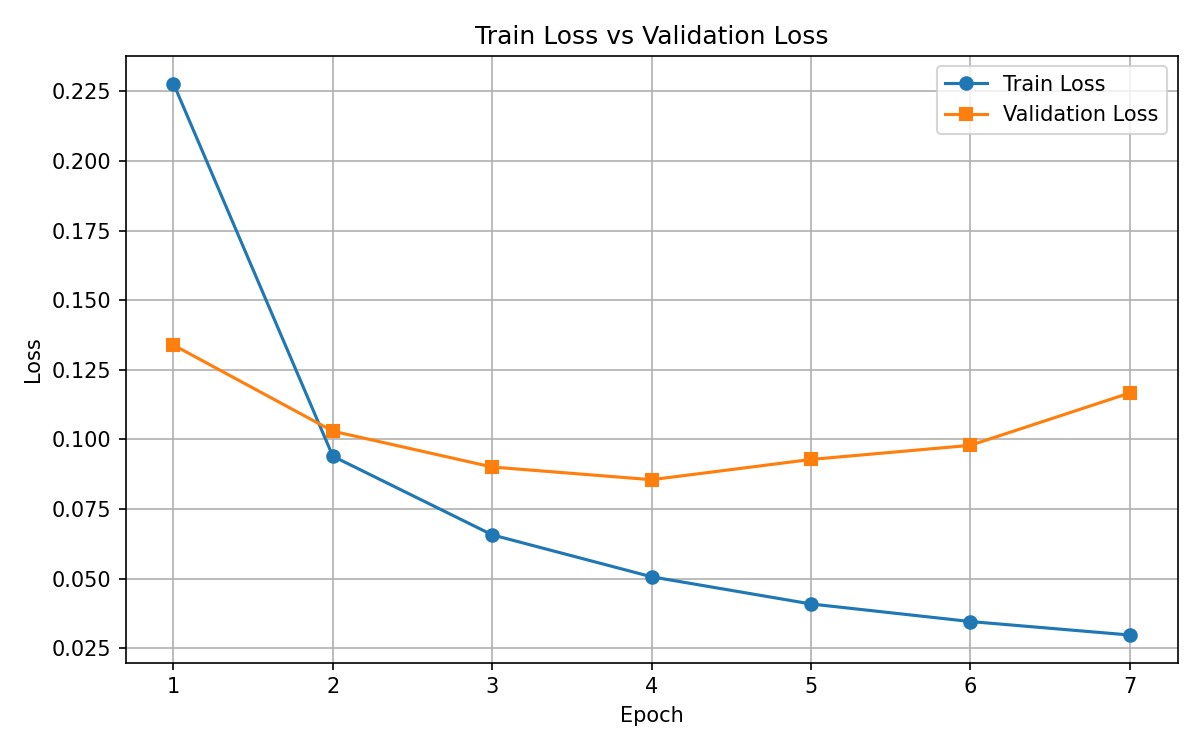 Train Loss vs Validation Loss
Train Loss
Validation Loss
Loss
0.225
0.200
0.175
0.150
0.125
0.100
0.075
0.050
0.025
1 2 3 4 5 6 7
Epoch